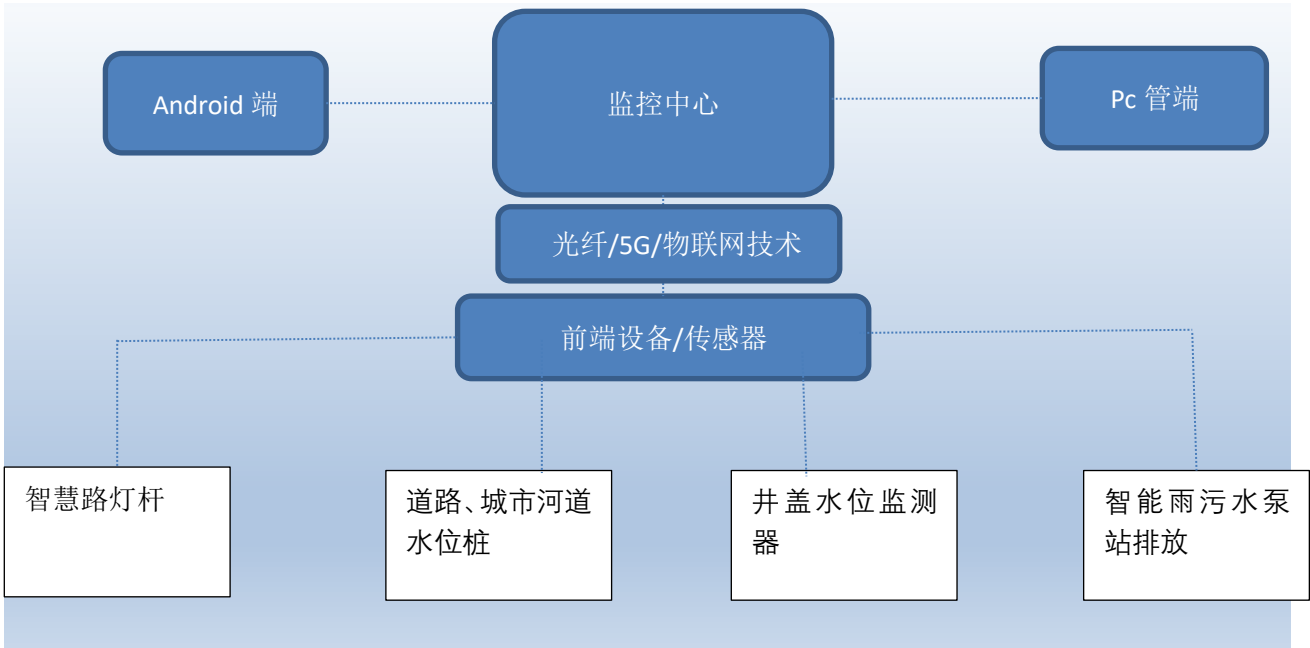 Android 端
监控中心
Pc 管端
光纤/5G/物联网技术
前端设备/传感器
智慧路灯杆
道路、城市河道
水位桩
井盖水位监测
器
智能雨污水泵
站排放